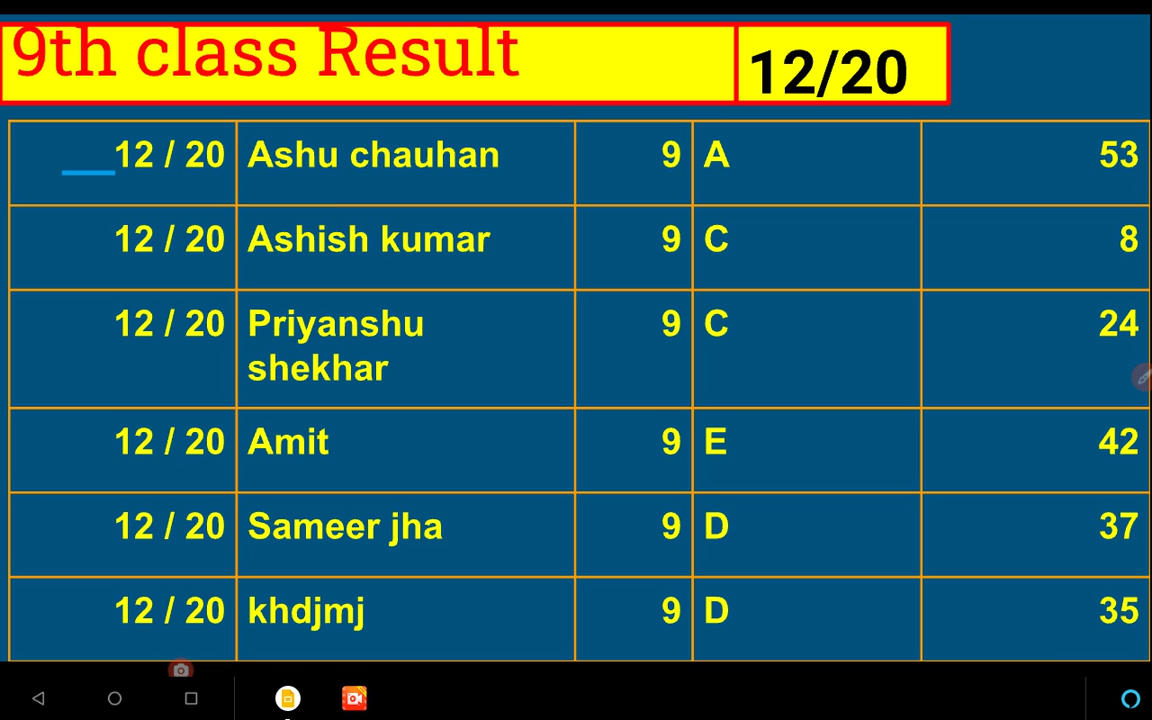 9th class Result
12/20
12 / 20 Ashu chauhan 9 A 53
12 / 20 Ashish kumar 9 C 8
12 / 20 Priyanshu 9 C 24
shekhar
12 / 20 Amit 9 E 42
12 / 20 Sameer jha 9 D 37
12 / 20 khdjmj 9 D 35